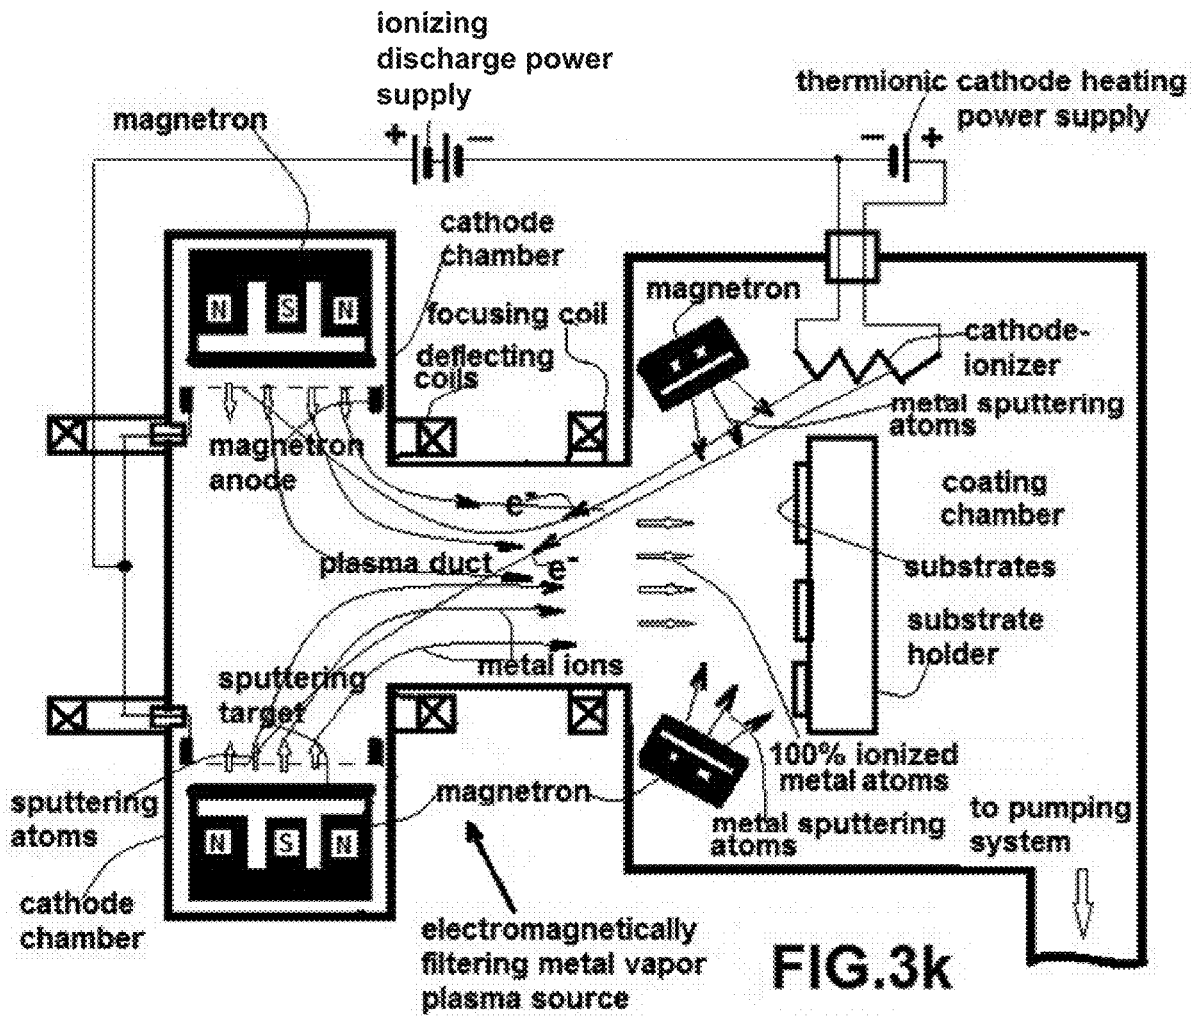 ionizing
discharge power
supply
thermionic cathode heating
power supply
magnetron
+ −
− +
cathode
chamber
N S N
magnetron
focusing coil
cathode-
ionizer
deflecting
coils
metal sputtering
atoms
magnetron
anode
coating
chamber
e-
plasma duct
e-
substrates
substrate
holder
metal ions
sputtering
target
100% ionized
metal atoms
sputtering
atoms
magnetron
metal sputtering
atoms
to pumping
system
N S N
cathode
chamber
electromagnetically
filtering metal vapor
plasma source
FIG.3k